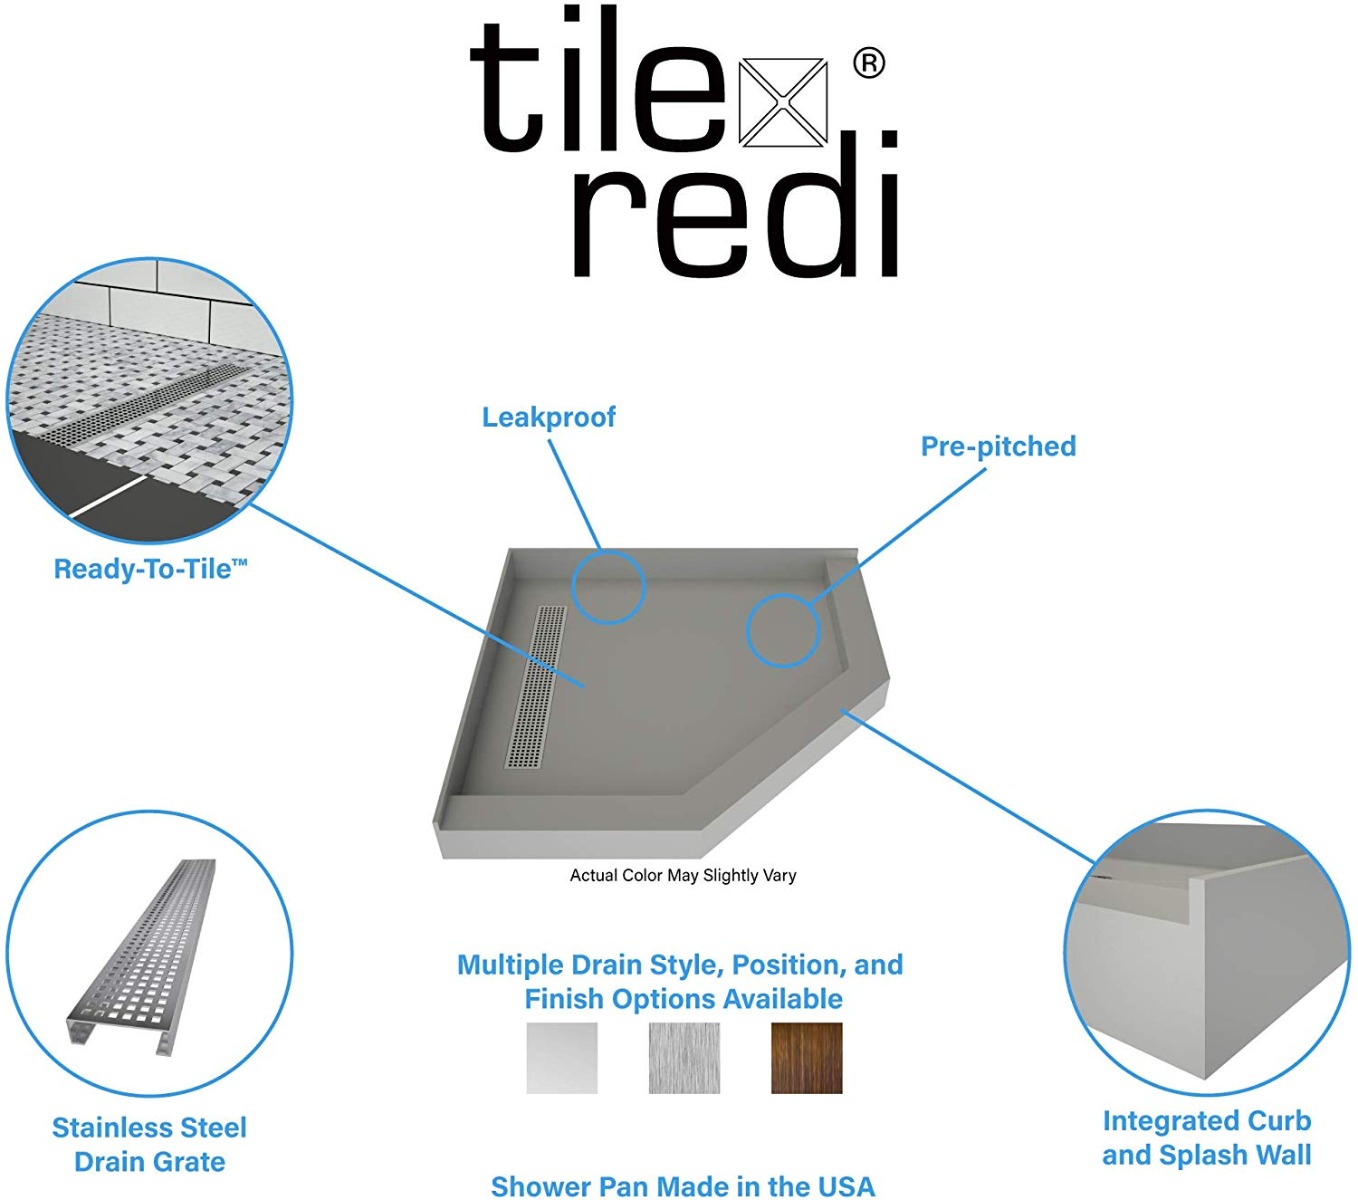 tile ®
redi
Leakproof
Pre-pitched
Ready-To-Tile™
Actual Color May Slightly Vary
Multiple Drain Style, Position, and
Finish Options Available
Stainless Steel
Drain Grate
Integrated Curb
and Splash Wall
Shower Pan Made in the USA